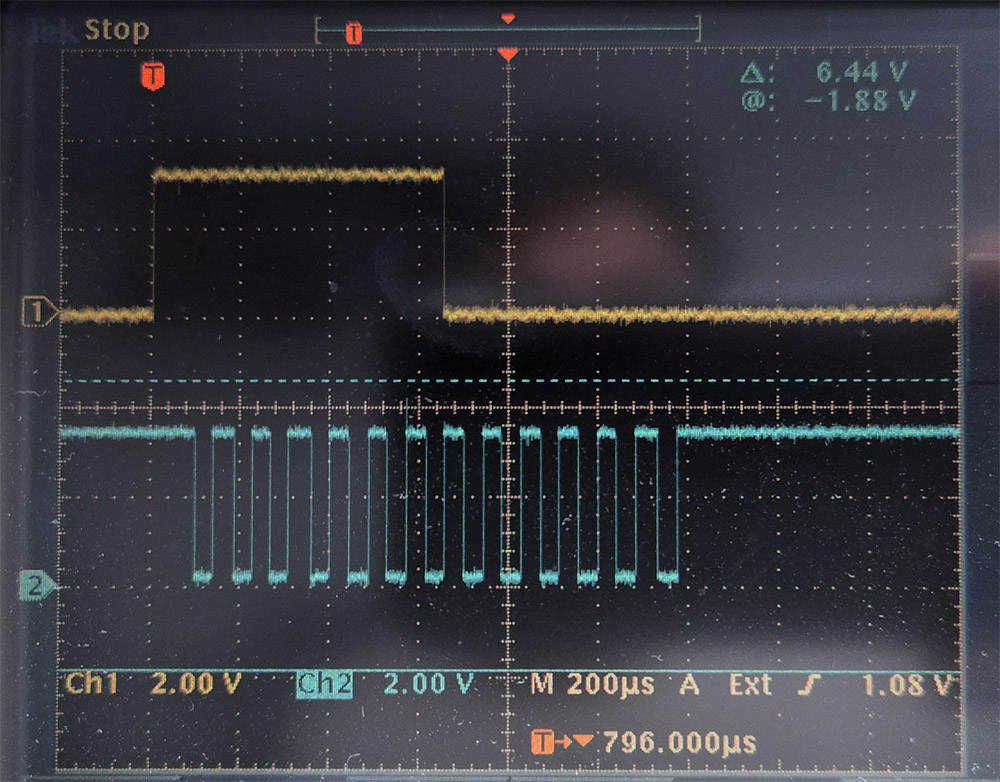 Tek Stop
T
T
Δ: 6.44 V
@: −1.88 V
1
2
Ch1 2.00 V Ch2 2.00 V M 200µs A Ext 1.08 V
T 796.000µs